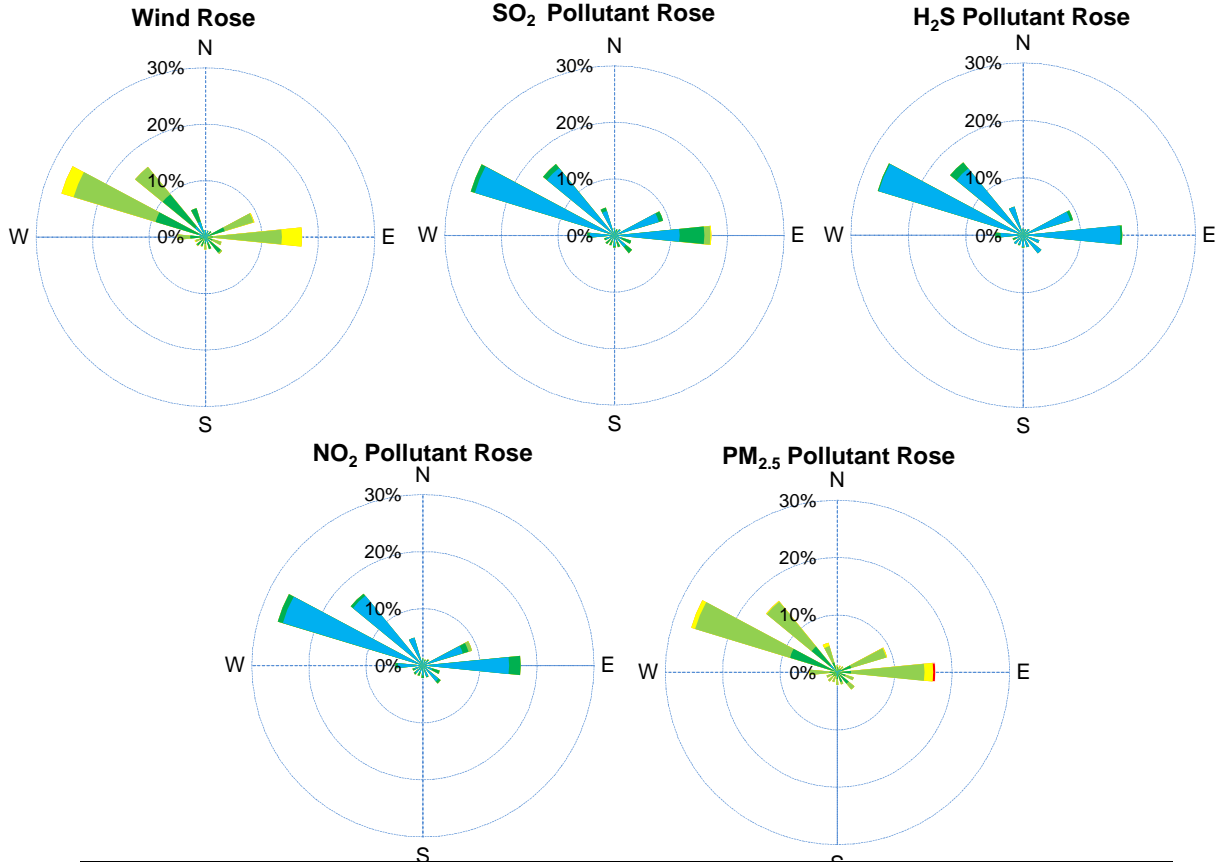 Wind Rose
N
30%
20%
10%
0%
W
E
S
SO₂ Pollutant Rose
N
30%
20%
10%
0%
W
E
S
H₂S Pollutant Rose
N
30%
20%
10%
0%
W
E
S
NO₂ Pollutant Rose
N
30%
20%
10%
0%
W
E
S
PM₂.₅ Pollutant Rose
N
30%
20%
10%
0%
W
E
S